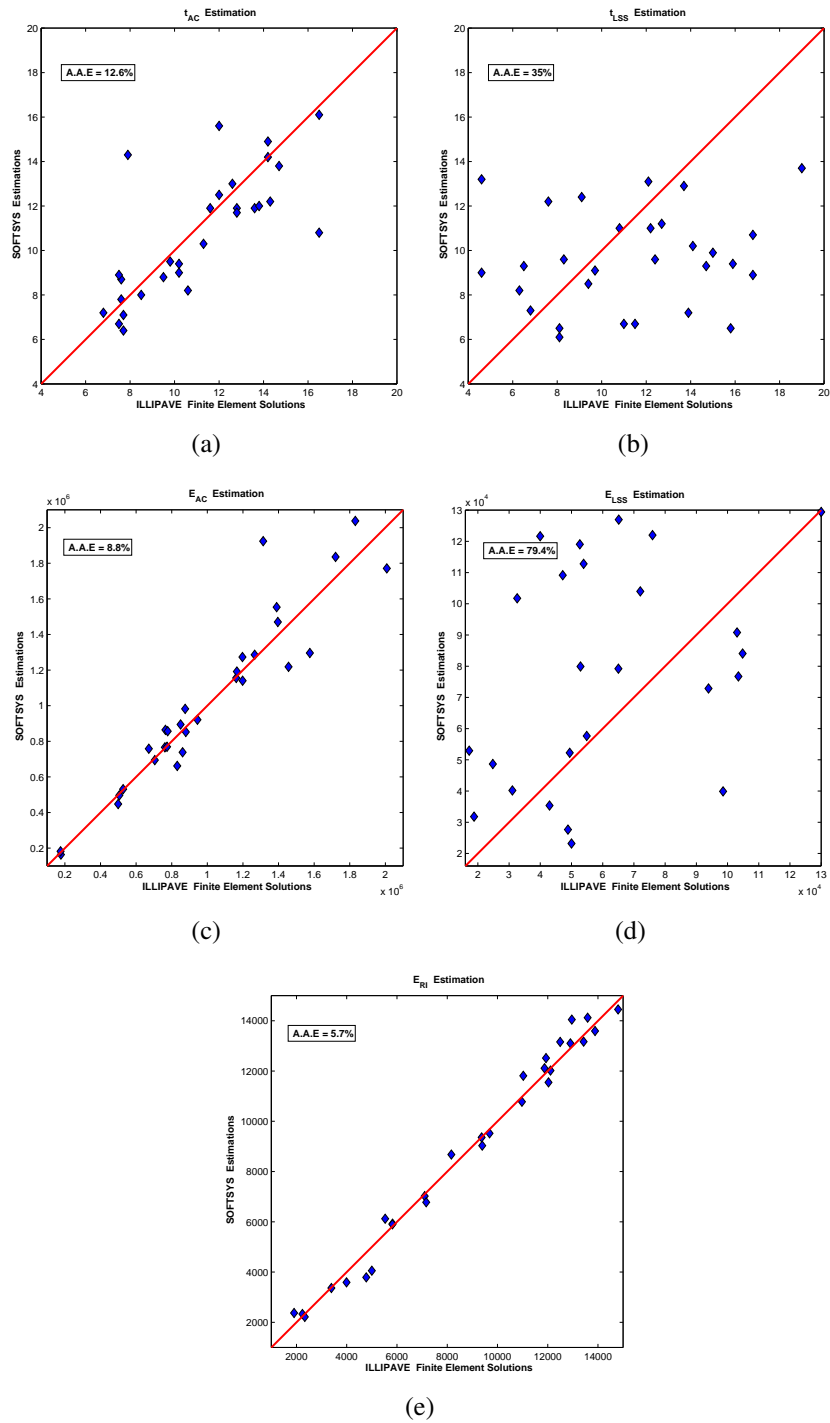 t_AC Estimation
A.A.E = 12.6%
SOFTSYS Estimations
20
18
16
14
12
10
8
6
4
4 6 8 10 12 14 16 18 20
ILLIPAVE Finite Element Solutions
(a)
t_LSS Estimation
A.A.E = 35%
SOFTSYS Estimations
20
18
16
14
12
10
8
6
4
4 6 8 10 12 14 16 18 20
ILLIPAVE Finite Element Solutions
(b)
E_AC Estimation
x 10^6
A.A.E = 8.8%
SOFTSYS Estimations
2
1.8
1.6
1.4
1.2
1
0.8
0.6
0.4
0.2
0.2 0.4 0.6 0.8 1 1.2 1.4 1.6 1.8 2
x 10^6
ILLIPAVE Finite Element Solutions
(c)
E_LSS Estimation
x 10^4
A.A.E = 79.4%
SOFTSYS Estimations
13
12
11
10
9
8
7
6
5
4
3
2
2 3 4 5 6 7 8 9 10 11 12 13
x 10^4
ILLIPAVE Finite Element Solutions
(d)
E_RI Estimation
A.A.E = 5.7%
SOFTSYS Estimations
14000
12000
10000
8000
6000
4000
2000
2000 4000 6000 8000 10000 12000 14000
ILLIPAVE Finite Element Solutions
(e)